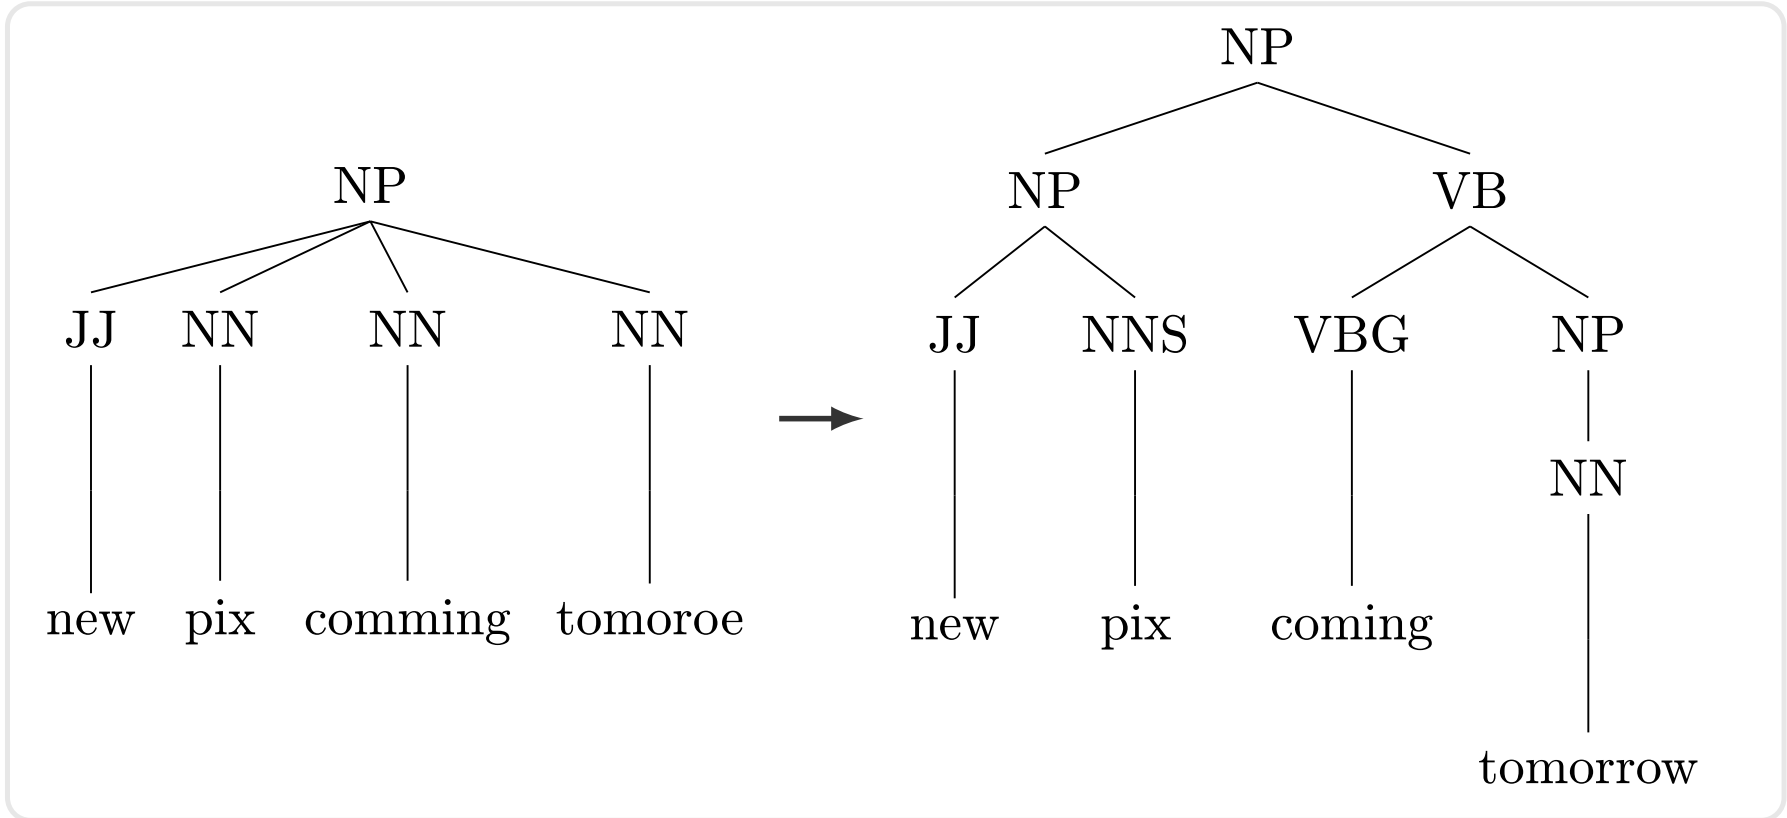 NP
JJ NN NN NN
new pix comming tomoroe
NP
NP VB
JJ NNS VBG NP
NN
new pix coming
tomorrow